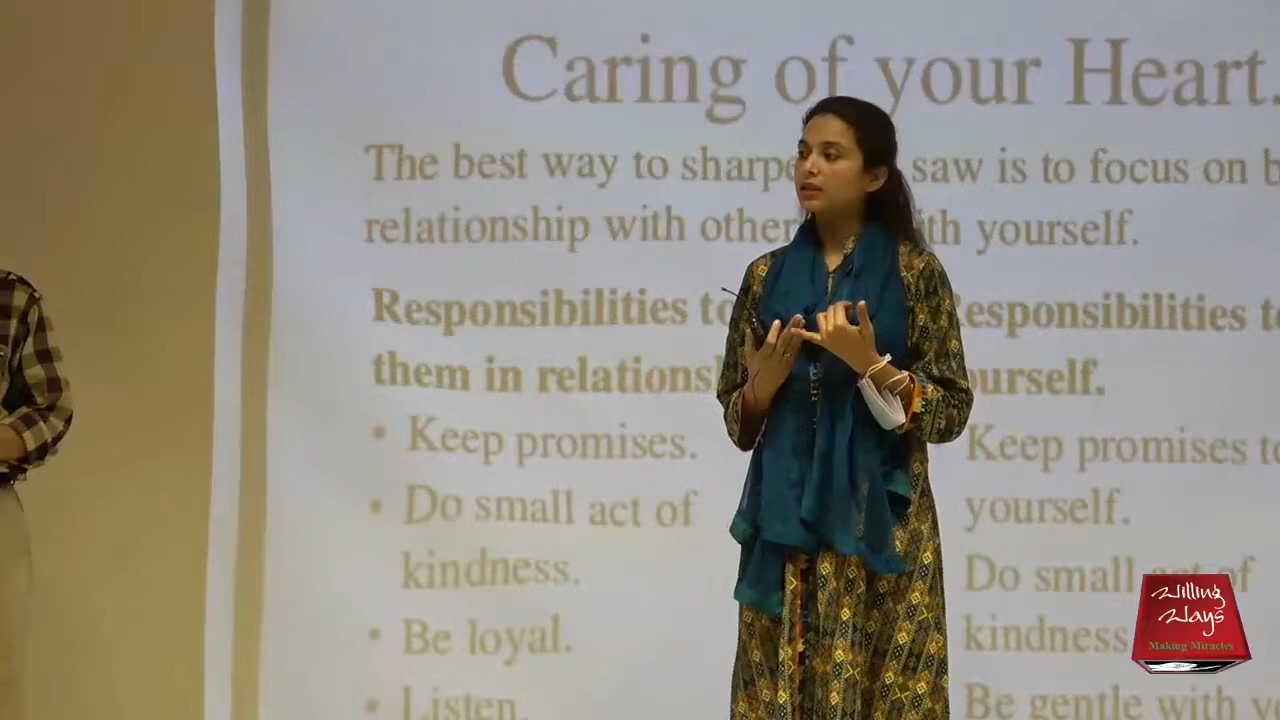 Caring of your Heart.
The best way to sharpe saw is to focus on
relationship with other yourself.
Responsibilities to
them in relations
• Keep promises.
• Do small act of
kindness.
• Be loyal.
• Listen.
esponsibilities
ourself.
Keep promises
yourself.
Do small act of
kindness
Be gentle with
Willing
Ways
Making Miracles